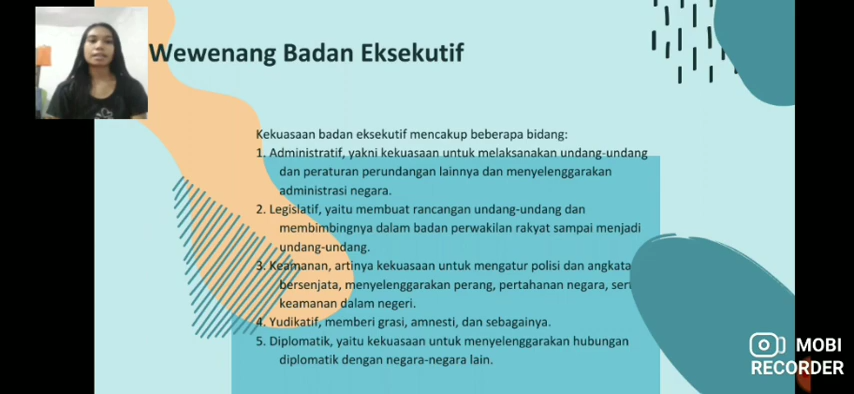 Wewenang Badan Eksekutif
Kekuasaan badan eksekutif mencakup beberapa bidang:
1. Administratif, yakni kekuasaan untuk melaksanakan undang-undang
dan peraturan perundangan lainnya dan menyelenggarakan
administrasi negara.
2. Legislatif, yaitu membuat rancangan undang-undang dan
membimbingnya dalam badan perwakilan rakyat sampai menjadi
undang-undang.
3. Keamanan, artinya kekuasaan untuk mengatur polisi dan
bersenjata, menyelenggarakan perang, pertahanan negara,
keamanan dalam negeri.
4. Yudikatif, memberi grasi, amnesti, dan sebagainya.
5. Diplomatik, yaitu kekuasaan untuk menyelenggarakan hubungan
diplomatik dengan negara-negara lain.
MOBI
RECORDER